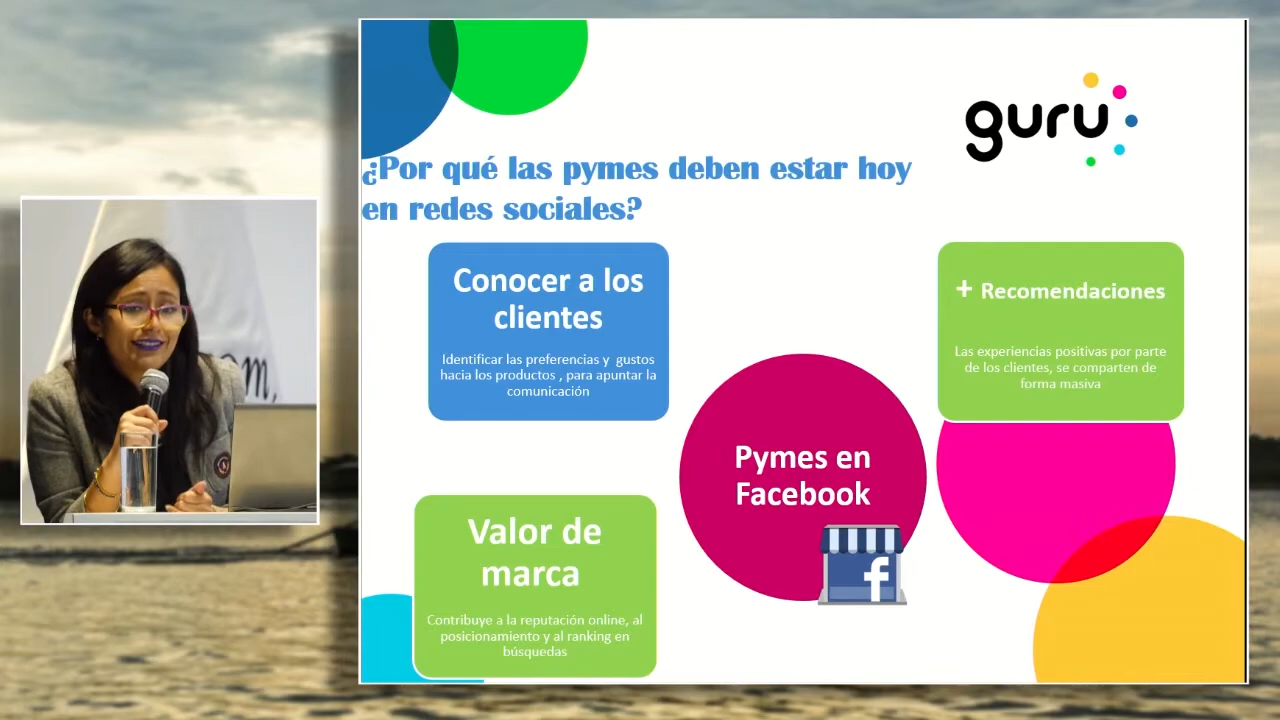 guru
¿Por qué las pymes deben estar hoy
en redes sociales?
Conocer a los
clientes
Identificar las preferencias y gustos
hacia los productos , para apuntar la
comunicación
+ Recomendaciones
Las experiencias positivas por parte
de los clientes, se comparten de
forma masiva
Pymes en
Facebook
f
Valor de
marca
Contribuye a la reputación online, al
posicionamiento y al ranking en
búsquedas